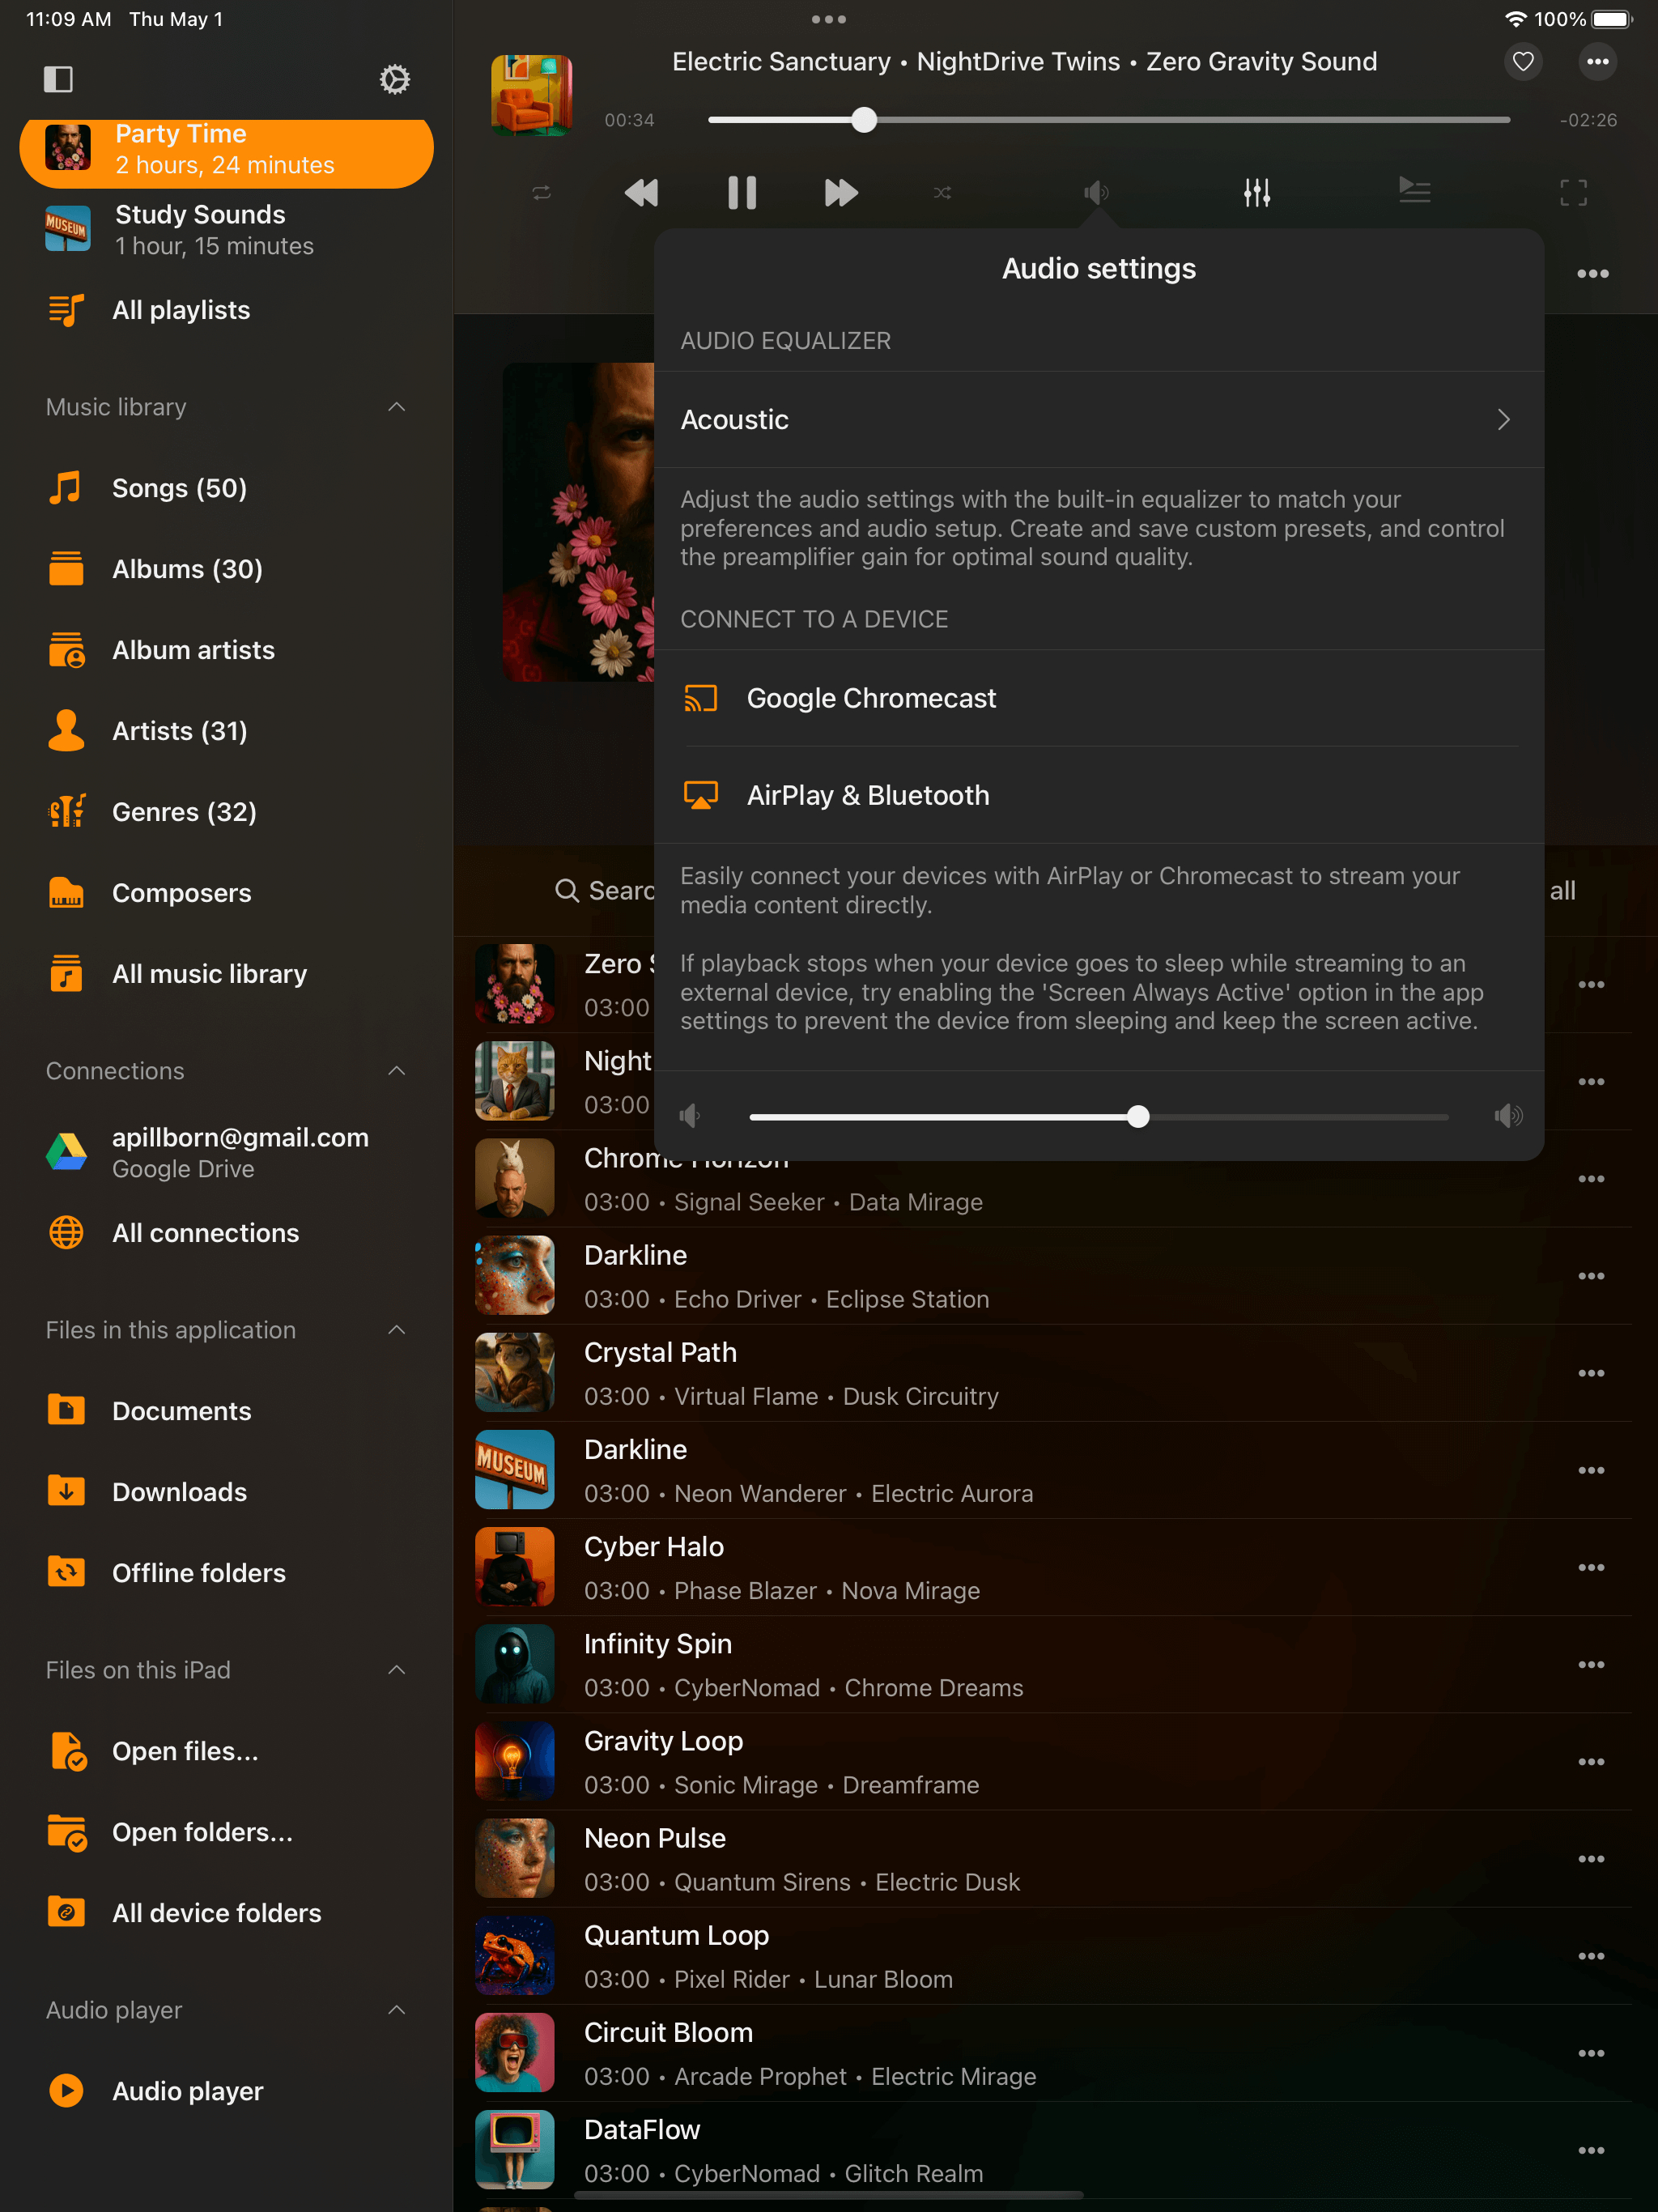 11:09 AM Thu May 1
100%
Party Time
2 hours, 24 minutes
MUSEUM
Study Sounds
1 hour, 15 minutes
All playlists
Music library
Songs (50)
Albums (30)
Album artists
Artists (31)
Genres (32)
Composers
All music library
Connections
apillborn@gmail.com
Google Drive
All connections
Files in this application
Documents
Downloads
Offline folders
Files on this iPad
Open files...
Open folders...
All device folders
Audio player
Audio player
Electric Sanctuary • NightDrive Twins • Zero Gravity Sound
00:34
-02:26
Audio settings
AUDIO EQUALIZER
Acoustic
Adjust the audio settings with the built-in equalizer to match your
preferences and audio setup. Create and save custom presets, and control
the preamplifier gain for optimal sound quality.
CONNECT TO A DEVICE
Google Chromecast
AirPlay & Bluetooth
Easily connect your devices with AirPlay or Chromecast to stream your
media content directly.
If playback stops when your device goes to sleep while streaming to an
external device, try enabling the 'Screen Always Active' option in the app
settings to prevent the device from sleeping and keep the screen active.
all
Zero
03:00
Night
03:00
Chrome Horizon
03:00 • Signal Seeker • Data Mirage
Darkline
03:00 • Echo Driver • Eclipse Station
Crystal Path
03:00 • Virtual Flame • Dusk Circuitry
MUSEUM
Darkline
03:00 • Neon Wanderer • Electric Aurora
Cyber Halo
03:00 • Phase Blazer • Nova Mirage
Infinity Spin
03:00 • CyberNomad • Chrome Dreams
Gravity Loop
03:00 • Sonic Mirage • Dreamframe
Neon Pulse
03:00 • Quantum Sirens • Electric Dusk
Quantum Loop
03:00 • Pixel Rider • Lunar Bloom
Circuit Bloom
03:00 • Arcade Prophet • Electric Mirage
DataFlow
03:00 • CyberNomad • Glitch Realm